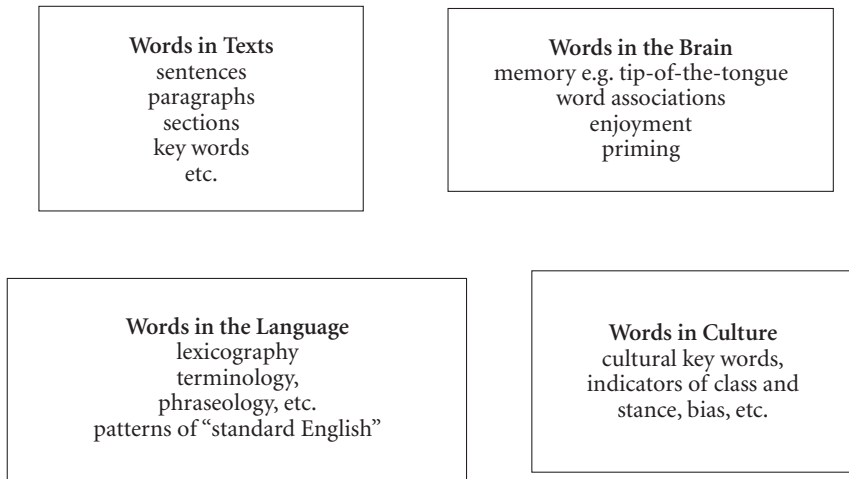 Words in Texts
sentences
paragraphs
sections
key words
etc.
Words in the Brain
memory e.g. tip-of-the-tongue
word associations
enjoyment
priming
Words in the Language
lexicography
terminology,
phraseology, etc.
patterns of “standard English”
Words in Culture
cultural key words,
indicators of class and
stance, bias, etc.